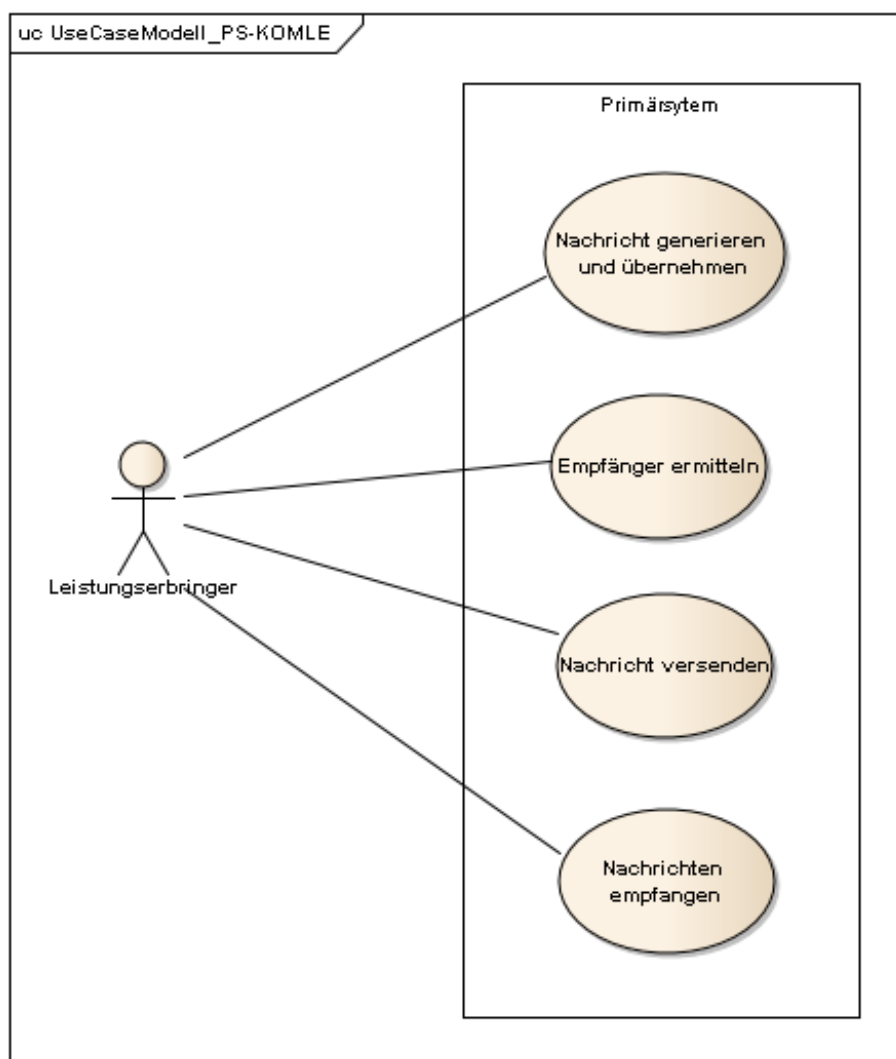 uc UseCaseModell_PS-KOMLE
Primärsytem
Nachricht generieren
und übernehmen
Empfänger ermitteln
Leistungserbringer
Nachricht versenden
Nachrichten
empfangen